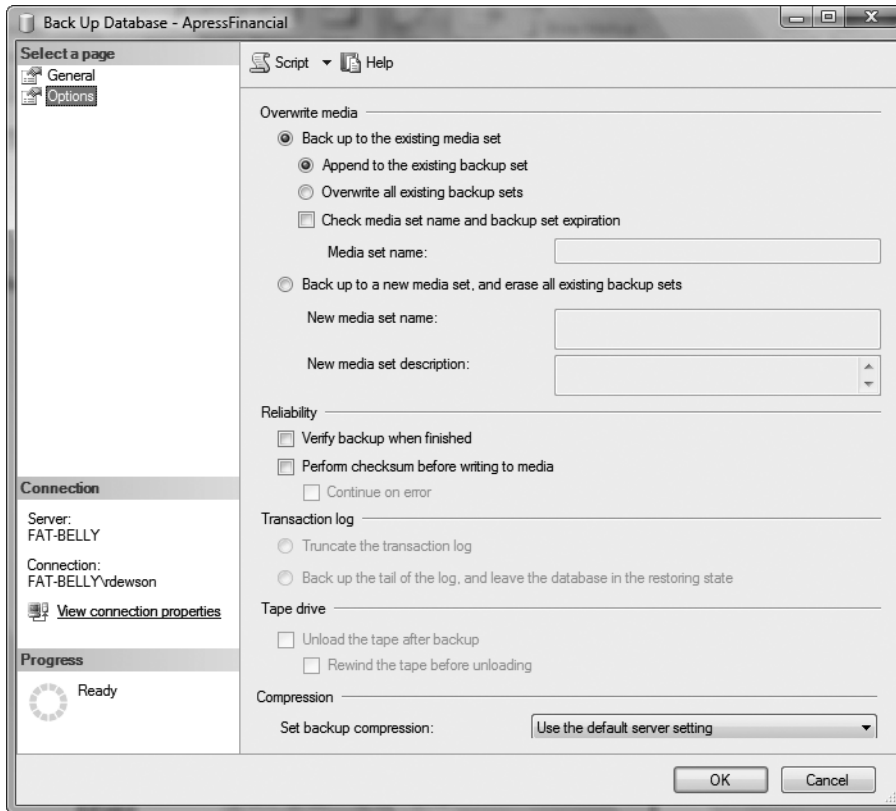 Back Up Database - ApressFinancial
Select a page
General
Options
Script
Help
Overwrite media
Back up to the existing media set
Append to the existing backup set
Overwrite all existing backup sets
Check media set name and backup set expiration
Media set name:
Back up to a new media set, and erase all existing backup sets
New media set name:
New media set description:
Reliability
Verify backup when finished
Perform checksum before writing to media
Continue on error
Transaction log
Truncate the transaction log
Back up the tail of the log, and leave the database in the restoring state
Tape drive
Unload the tape after backup
Rewind the tape before unloading
Compression
Set backup compression:
Use the default server setting
Connection
Server:
FAT-BELLY
Connection:
FAT-BELLY\rdewson
View connection properties
Progress
Ready
OK
Cancel